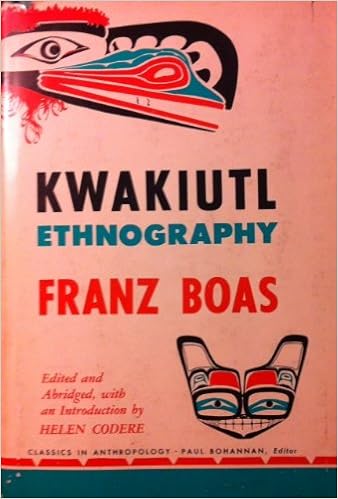 KWAKIUTL
ETHNOGRAPHY
FRANZ BOAS
Edited and
Abridged, with
an Introduction by
HELEN CODERE
CLASSICS IN ANTHROPOLOGY - PAUL BOHANNAN, Editor